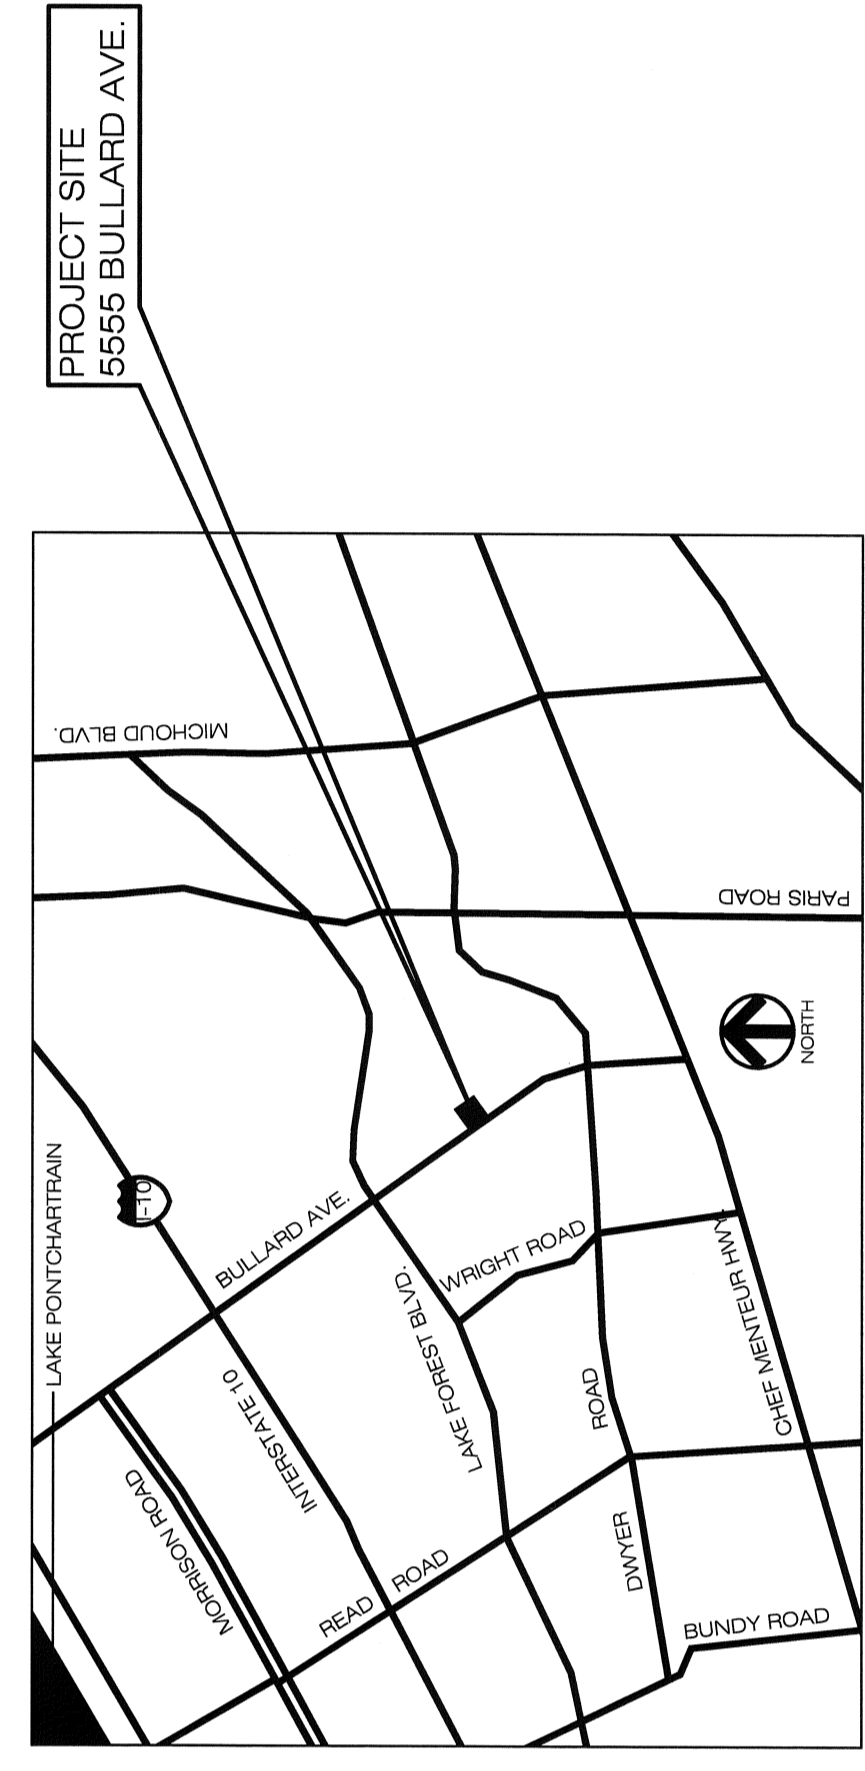 PROJECT SITE
5555 BULLARD AVE.
MICHOUD BLVD.
PARIS ROAD
NORTH
LAKE PONTCHARTRAIN
I-10
BULLARD AVE.
WRIGHT ROAD
LAKE FOREST BLVD.
CHEF MENTEUR HWY.
INTERSTATE 10
MORRISON ROAD
READ ROAD
DWYER ROAD
BUNDY ROAD